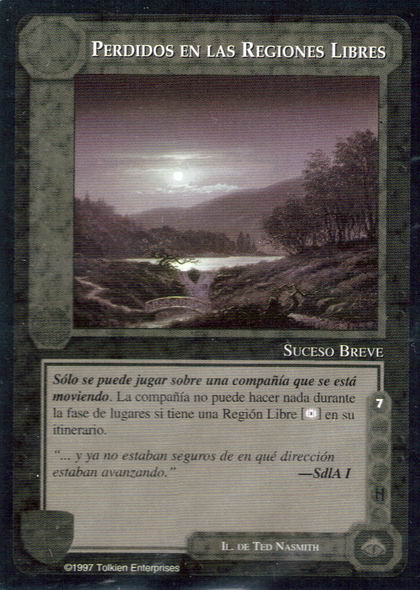 PERDIDOS EN LAS REGIONES LIBRES
SUCESO BREVE
Sólo se puede jugar sobre una compañía que se está
moviendo. La compañía no puede hacer nada durante
la fase de lugares si tiene una Región Libre [ ] en su
itinerario.
7
"... y ya no estaban seguros de en qué dirección
estaban avanzando." —SdlA I
H
IL. DE TED NASMITH
©1997 Tolkien Enterprises